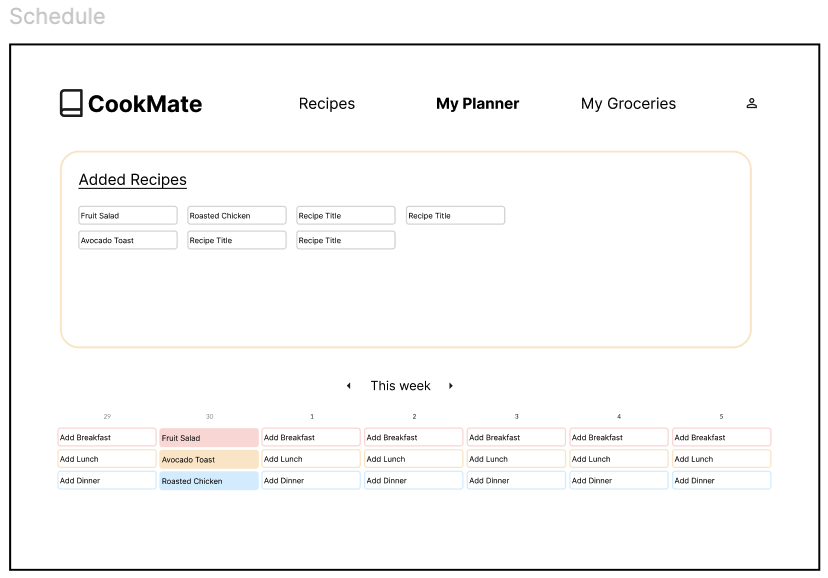 Schedule
CookMate Recipes My Planner My Groceries
Added Recipes
Fruit Salad Roasted Chicken Recipe Title Recipe Title
Avocado Toast Recipe Title Recipe Title
This week
29 30 1 2 3 4 5
Add Breakfast Fruit Salad Add Breakfast Add Breakfast Add Breakfast Add Breakfast Add Breakfast
Add Lunch Avocado Toast Add Lunch Add Lunch Add Lunch Add Lunch Add Lunch
Add Dinner Roasted Chicken Add Dinner Add Dinner Add Dinner Add Dinner Add Dinner